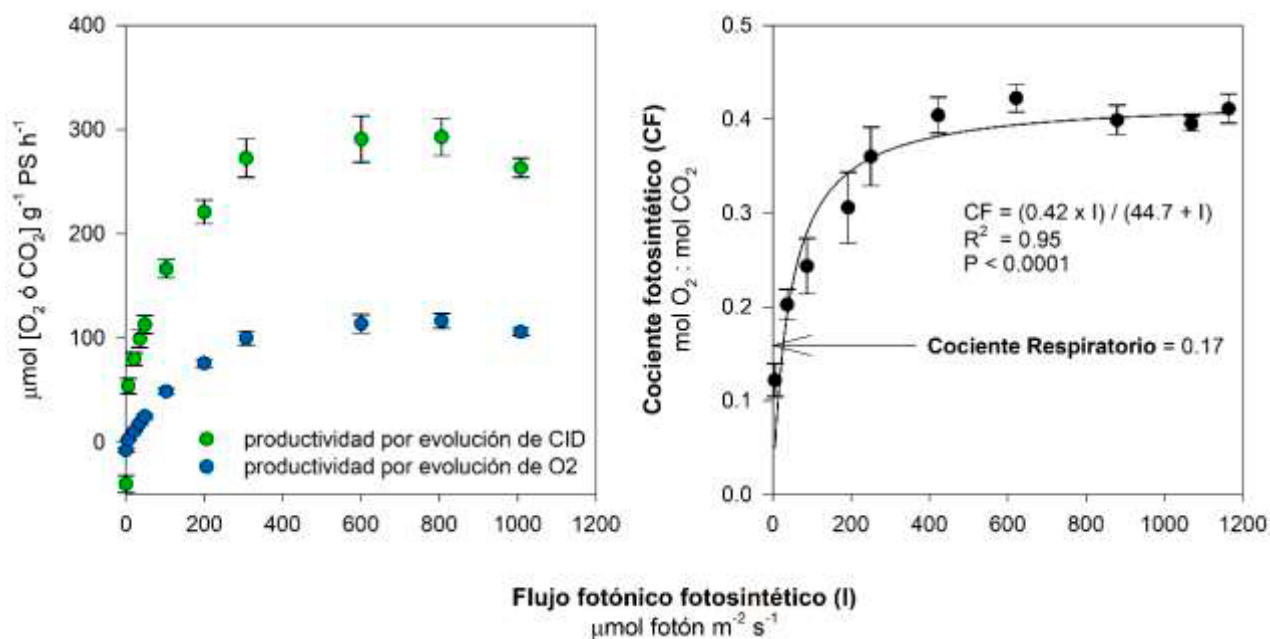 400
300
200
100
0
μmol [O₂ ó CO₂] g⁻¹ PS h⁻¹
productividad por evolución de CID
productividad por evolución de O2
0 200 400 600 800 1000 1200
0.5
0.4
0.3
0.2
0.1
0.0
Cociente fotosintético (CF)
mol O₂ : mol CO₂
CF = (0.42 x I) / (44.7 + I)
R² = 0.95
P < 0.0001
Cociente Respiratorio = 0.17
0 200 400 600 800 1000 1200
Flujo fotónico fotosintético (I)
μmol fotón m⁻² s⁻¹